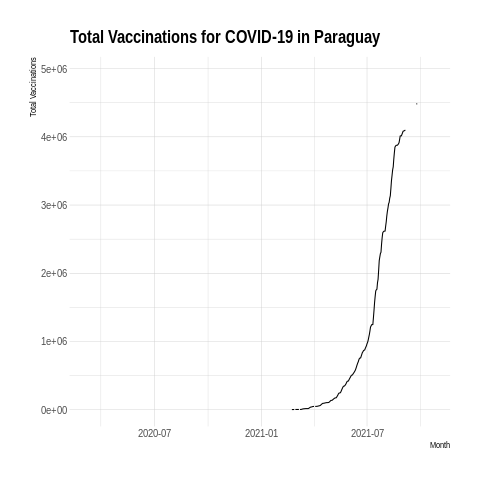 Total Vaccinations for COVID-19 in Paraguay
Total Vaccinations
5e+06
4e+06
3e+06
2e+06
1e+06
0e+00
2020-07 2021-01 2021-07
Month